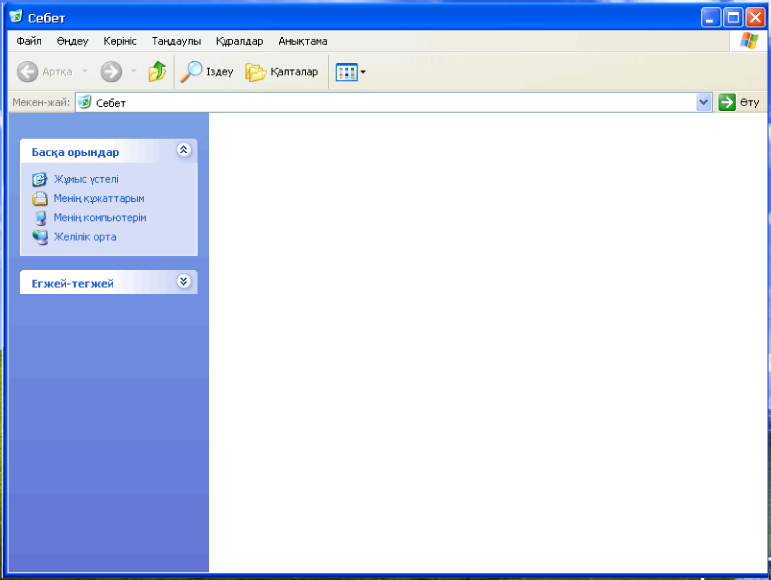 Себет
Файл Өңдеу Көрініс Таңдаулы Құралдар Анықтама
Артқа Іздеу Қалталар
Мекен-жай: Себет Өту
Басқа орындар
Жұмыс үстелі
Менің құжаттарым
Менің компьютерім
Желілік орта
Егжей-тегжей